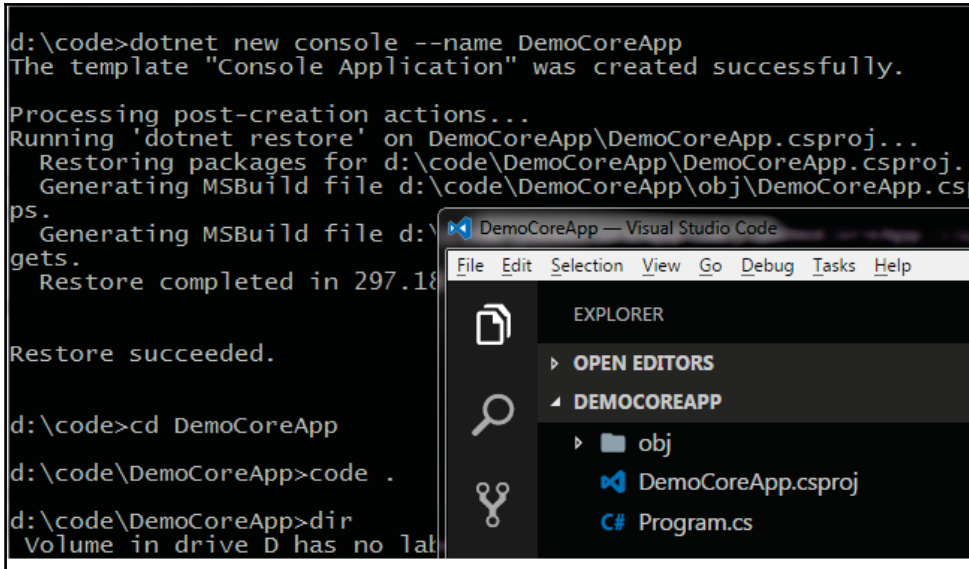 d:\code>dotnet new console --name DemoCoreApp
The template "Console Application" was created successfully.
Processing post-creation actions...
Running 'dotnet restore' on DemoCoreApp\DemoCoreApp.csproj...
Restoring packages for d:\code\DemoCoreApp\DemoCoreApp.csproj.
Generating MSBuild file d:\code\DemoCoreApp\obj\DemoCoreApp.csp
ps.
Generating MSBuild file d:\
gets.
Restore completed in 297.18
Restore succeeded.
d:\code>cd DemoCoreApp
d:\code\DemoCoreApp>code .
d:\code\DemoCoreApp>dir
Volume in drive D has no lab
DemoCoreApp — Visual Studio Code
File Edit Selection View Go Debug Tasks Help
EXPLORER
OPEN EDITORS
DEMOCOREAPP
obj
DemoCoreApp.csproj
C# Program.cs